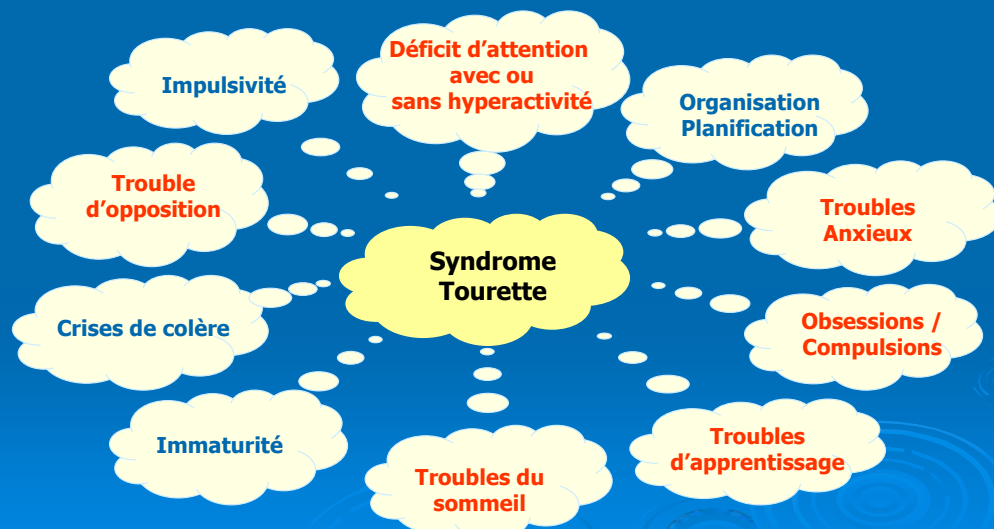 Déficit d'attention
avec ou
sans hyperactivité
Impulsivité
Organisation
Planification
Trouble
d'opposition
Troubles
Anxieux
Syndrome
Tourette
Crises de colère
Obsessions /
Compulsions
Immaturité
Troubles
d'apprentissage
Troubles du
sommeil